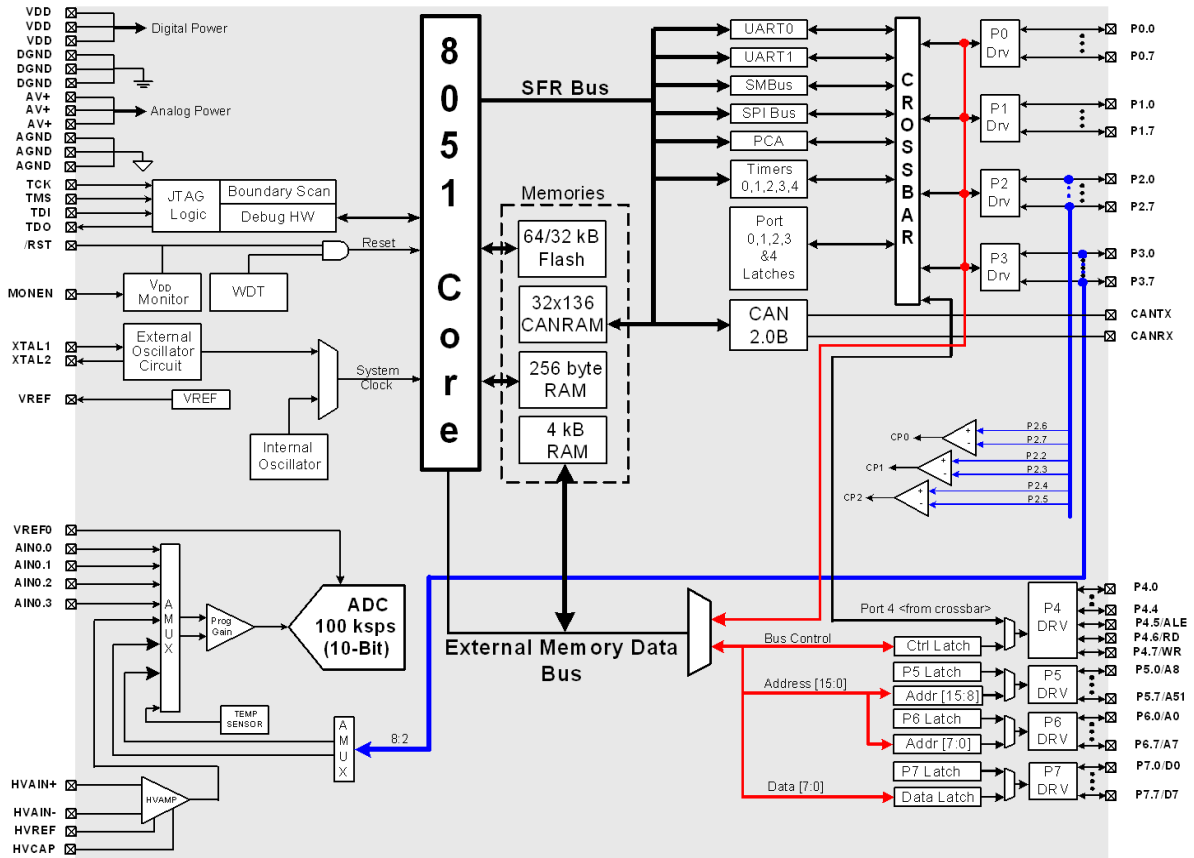 VDD
VDD
VDD
DGND
DGND
DGND
AV+
AV+
AV+
AGND
AGND
AGND
TCK
TMS
TDI
TDO
/RST
MONEN
XTAL1
XTAL2
VREF
VREF0
AIN0.0
AIN0.1
AIN0.2
AIN0.3
HVAIN+
HVAIN-
HVREF
HVCAP
Digital Power
Analog Power
JTAG
Logic
Boundary Scan
Debug HW
Reset
VDD
Monitor
WDT
External
Oscillator
Circuit
VREF
System
Clock
Internal
Oscillator
AMUX
Prog
Gain
ADC
100 ksps
(10-Bit)
TEMP
SENSOR
AMUX
8:2
HVAMP
8051 Core
SFR Bus
Memories
64/32 kB
Flash
32x136
CANRAM
256 byte
RAM
4 kB
RAM
External Memory Data
Bus
UART0
UART1
SMBus
SPI Bus
PCA
Timers
0,1,2,3,4
Port
0,1,2,3
&4
Latches
CAN
2.0B
CROSSBAR
P0
Drv
P1
Drv
P2
Drv
P3
Drv
P0.0
P0.7
P1.0
P1.7
P2.0
P2.7
P3.0
P3.7
CANTX
CANRX
CP0
+
-
P2.6
P2.7
CP1
+
-
P2.2
P2.3
CP2
+
-
P2.4
P2.5
Port 4 <from crossbar>
Bus Control
Ctrl Latch
Address [15:0]
P5 Latch
Addr [15:8]
P6 Latch
Addr [7:0]
P7 Latch
Data [7:0]
Data Latch
P4
DRV
P5
DRV
P6
DRV
P7
DRV
P4.0
P4.4
P4.5/ALE
P4.6/RD
P4.7/WR
P5.0/A8
P5.7/A51
P6.0/A0
P6.7/A7
P7.0/D0
P7.7/D7